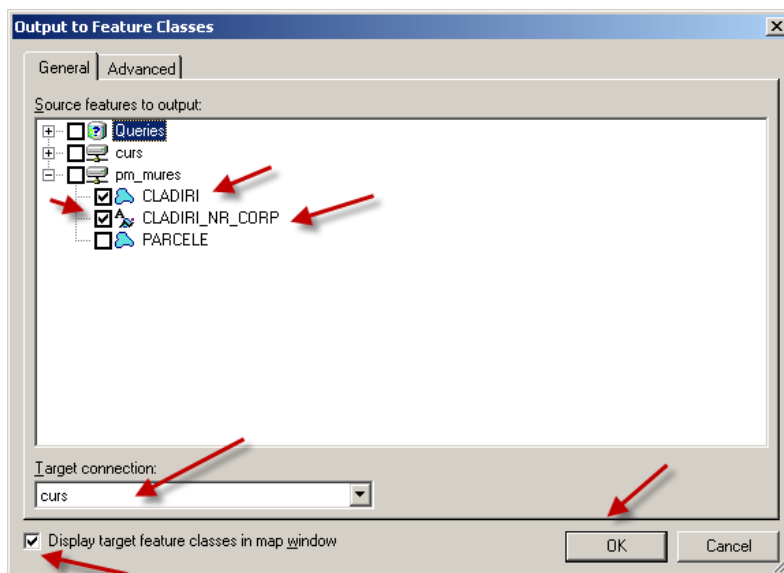 Output to Feature Classes
General Advanced
Source features to output:
Queries
curs
pm_mures
CLADIRI
CLADIRI_NR_CORP
PARCELE
Target connection:
curs
Display target feature classes in map window
OK Cancel